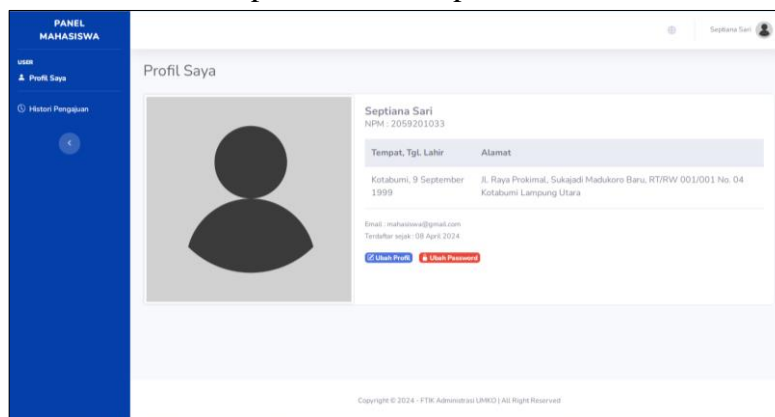 PANEL
MAHASISWA
Septiana Sari
USER
Profil Saya
Histori Pengajuan
Profil Saya
Septiana Sari
NPM : 2059201033
Tempat, Tgl. Lahir Alamat
Kotabumi, 9 September Jl. Raya Prokimal, Sukajadi Madukoro Baru, RT/RW 001/001 No. 04
1999 Kotabumi Lampung Utara
Email : mahasiswa@gmail.com
Terdaftar sejak : 08 April 2024
Ubah Profil Ubah Password
Copyright © 2024 - FTIK Administrasi UMKO | All Right Reserved